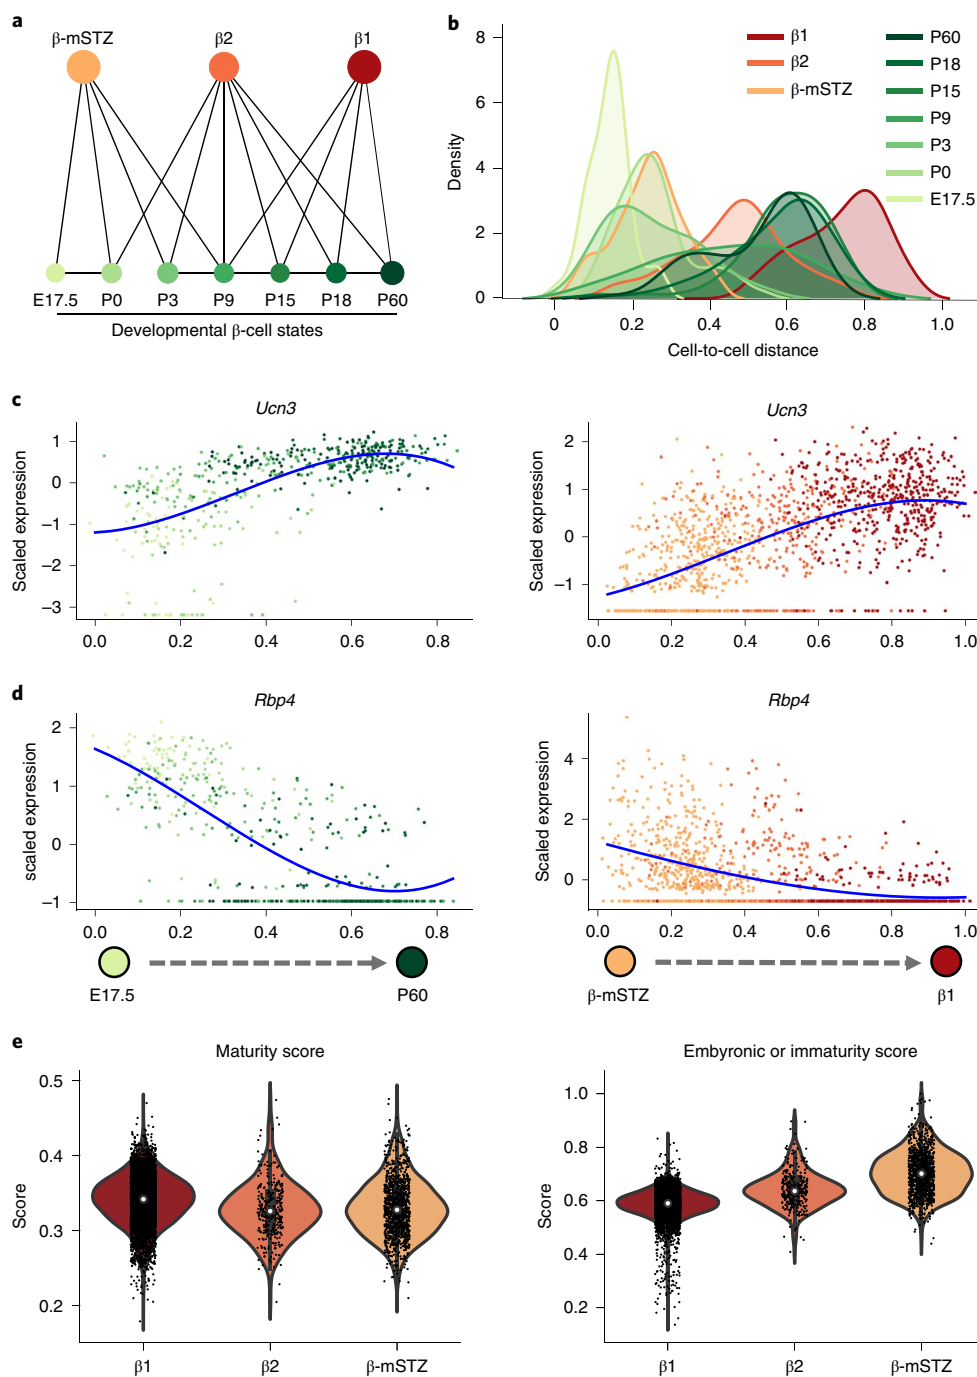 a
β-mSTZ β2 β1
E17.5 P0 P3 P9 P15 P18 P60
Developmental β-cell states
b
Density
8
6
4
2
0
0 0.2 0.4 0.6 0.8 1.0
Cell-to-cell distance
β1
β2
β-mSTZ
P60
P18
P15
P9
P3
P0
E17.5
c
Ucn3
Scaled expression
1
0
–1
–2
–3
0.0 0.2 0.4 0.6 0.8
Ucn3
Scaled expression
2
1
0
–1
0.0 0.2 0.4 0.6 0.8 1.0
d
Rbp4
scaled expression
2
1
0
–1
0.0 0.2 0.4 0.6 0.8
E17.5 P60
Rbp4
Scaled expression
4
2
0
0.0 0.2 0.4 0.6 0.8 1.0
β-mSTZ β1
e
Maturity score
Score
0.5
0.4
0.3
0.2
β1 β2 β-mSTZ
Embyronic or immaturity score
Score
1.0
0.8
0.6
0.4
0.2
β1 β2 β-mSTZ